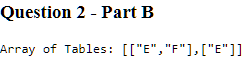 Question 2 - Part B
Array of Tables: [["E","F"],["E"]]